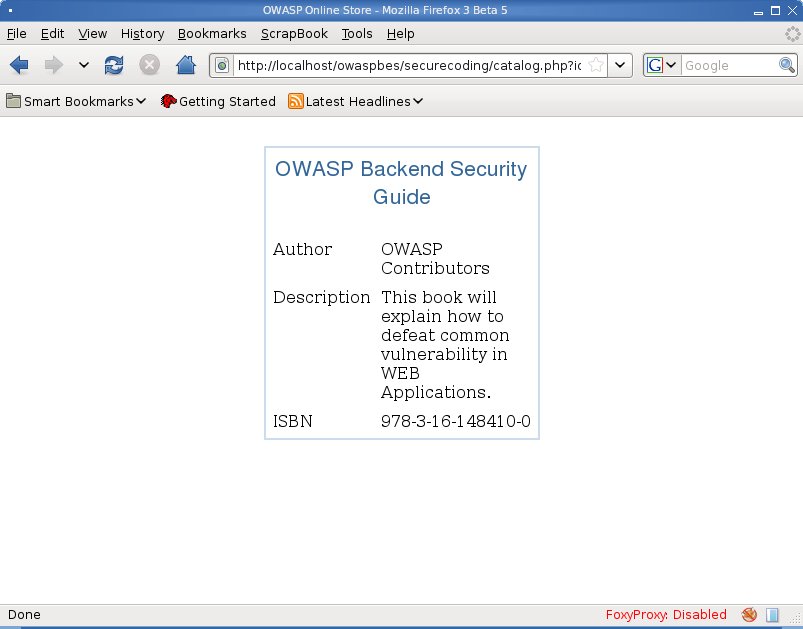 OWASP Online Store - Mozilla Firefox 3 Beta 5
File Edit View History Bookmarks ScrapBook Tools Help
http://localhost/owaspbes/securecoding/catalog.php?ic
G Google
Smart Bookmarks Getting Started Latest Headlines
OWASP Backend Security
Guide
Author OWASP
Contributors
Description This book will
explain how to
defeat common
vulnerability in
WEB
Applications.
ISBN 978-3-16-148410-0
Done FoxyProxy: Disabled